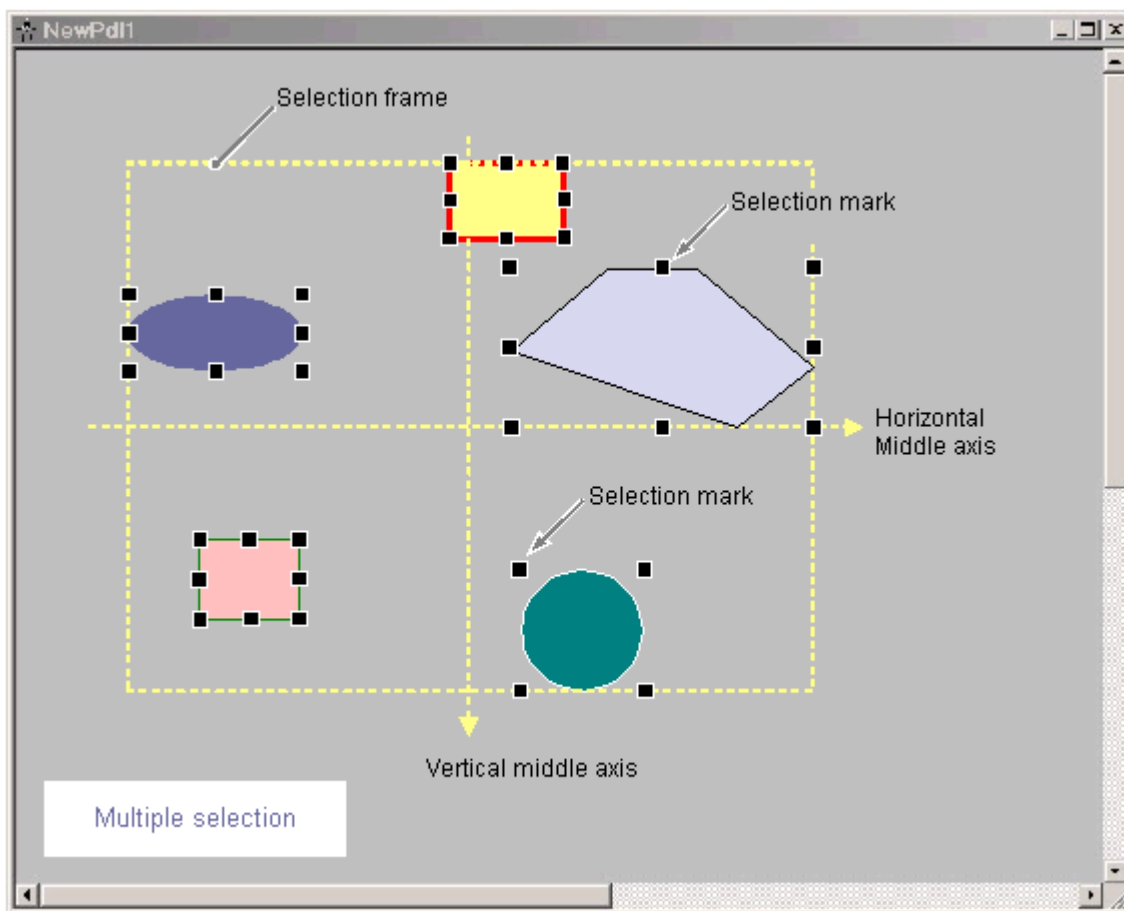 NewPdl1
Selection frame
Selection mark
Horizontal
Middle axis
Selection mark
Vertical middle axis
Multiple selection